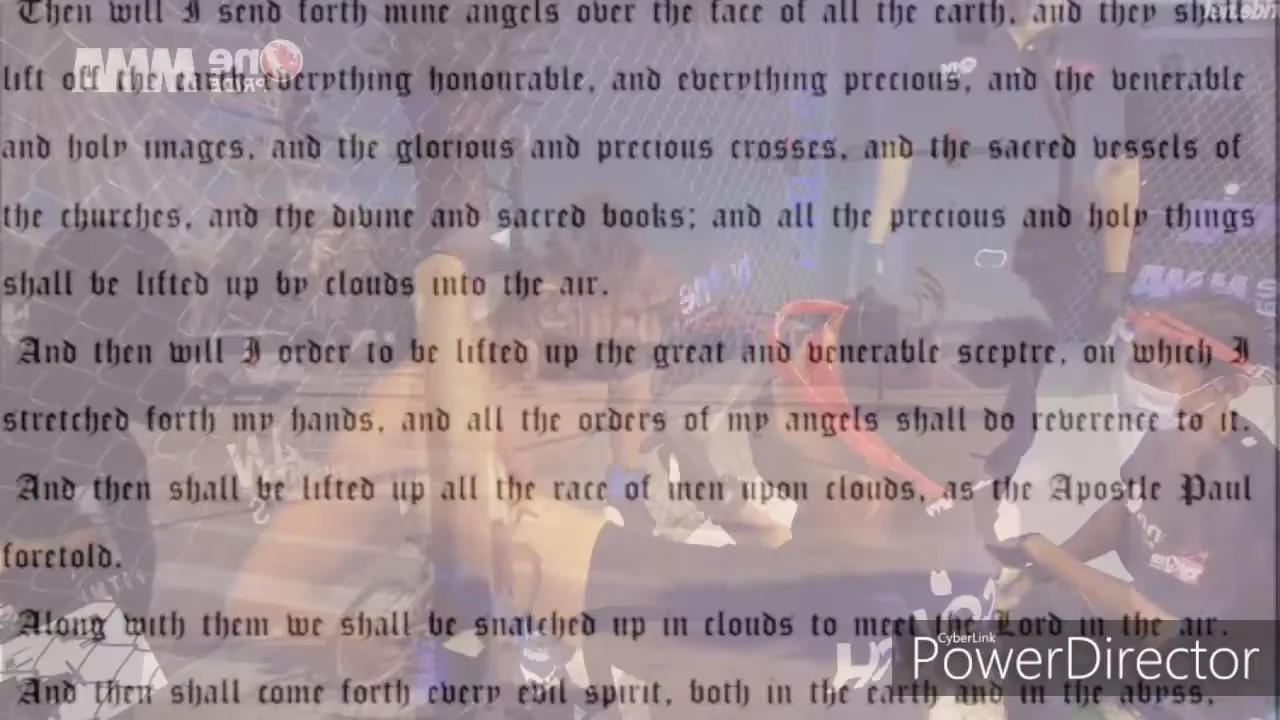 Then will I send forth mine angels over the face of all the earth, and they shall
lift off the earth everything honourable, and everything precious, and the venerable
and holy images, and the glorious and precious crosses, and the sacred vessels of
the churches, and the divine and sacred books; and all the precious and holy things
shall be lifted up by clouds into the air.
And then will I order to be lifted up the great and venerable sceptre, on which I
stretched forth my hands, and all the orders of my angels shall do reverence to it.
And then shall be lifted up all the race of men upon clouds, as the Apostle Paul
foretold.
Along with them we shall be snatched up in clouds to meet the Lord in the air.
And then shall come forth every evil spirit, both in the earth and in the abyss,
One
PRIDE
MMA
CyberLink
PowerDirector